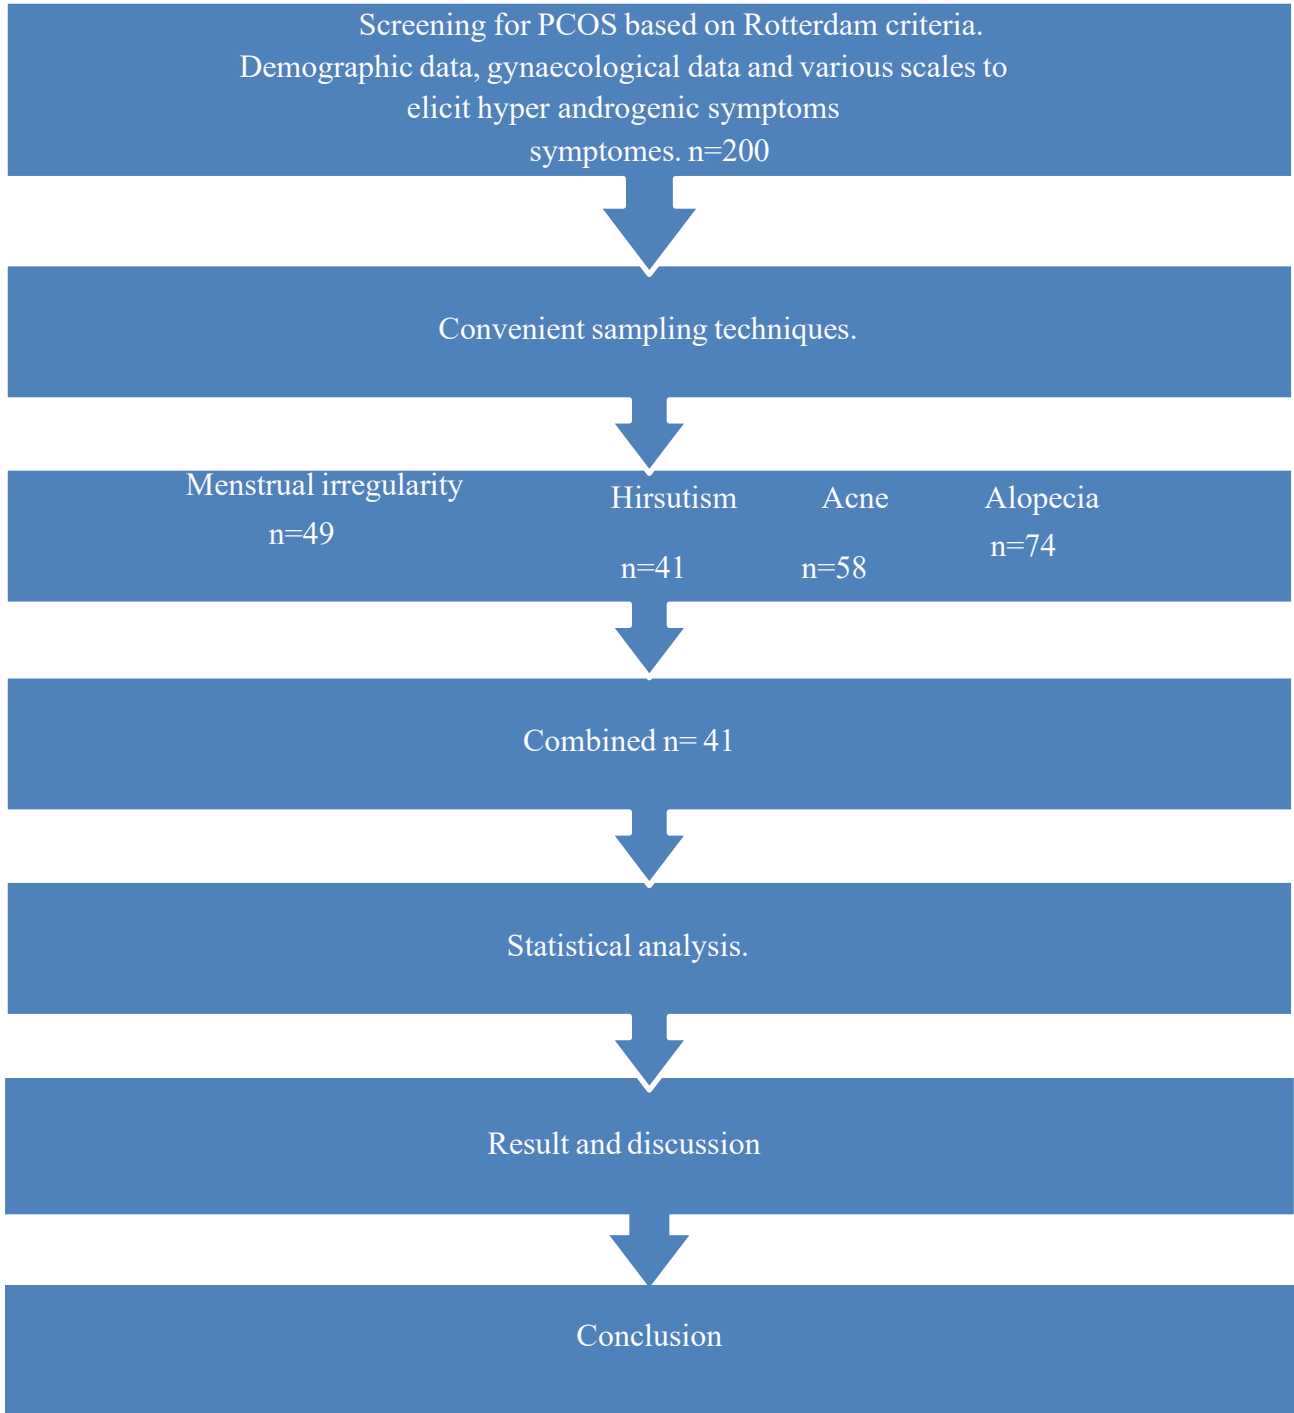 Screening for PCOS based on Rotterdam criteria.
Demographic data, gynaecological data and various scales to
elicit hyper androgenic symptoms
symptomes. n=200
Convenient sampling techniques.
Menstrual irregularity
n=49
Hirsutism
n=41
Acne
n=58
Alopecia
n=74
Combined n= 41
Statistical analysis.
Result and discussion
Conclusion